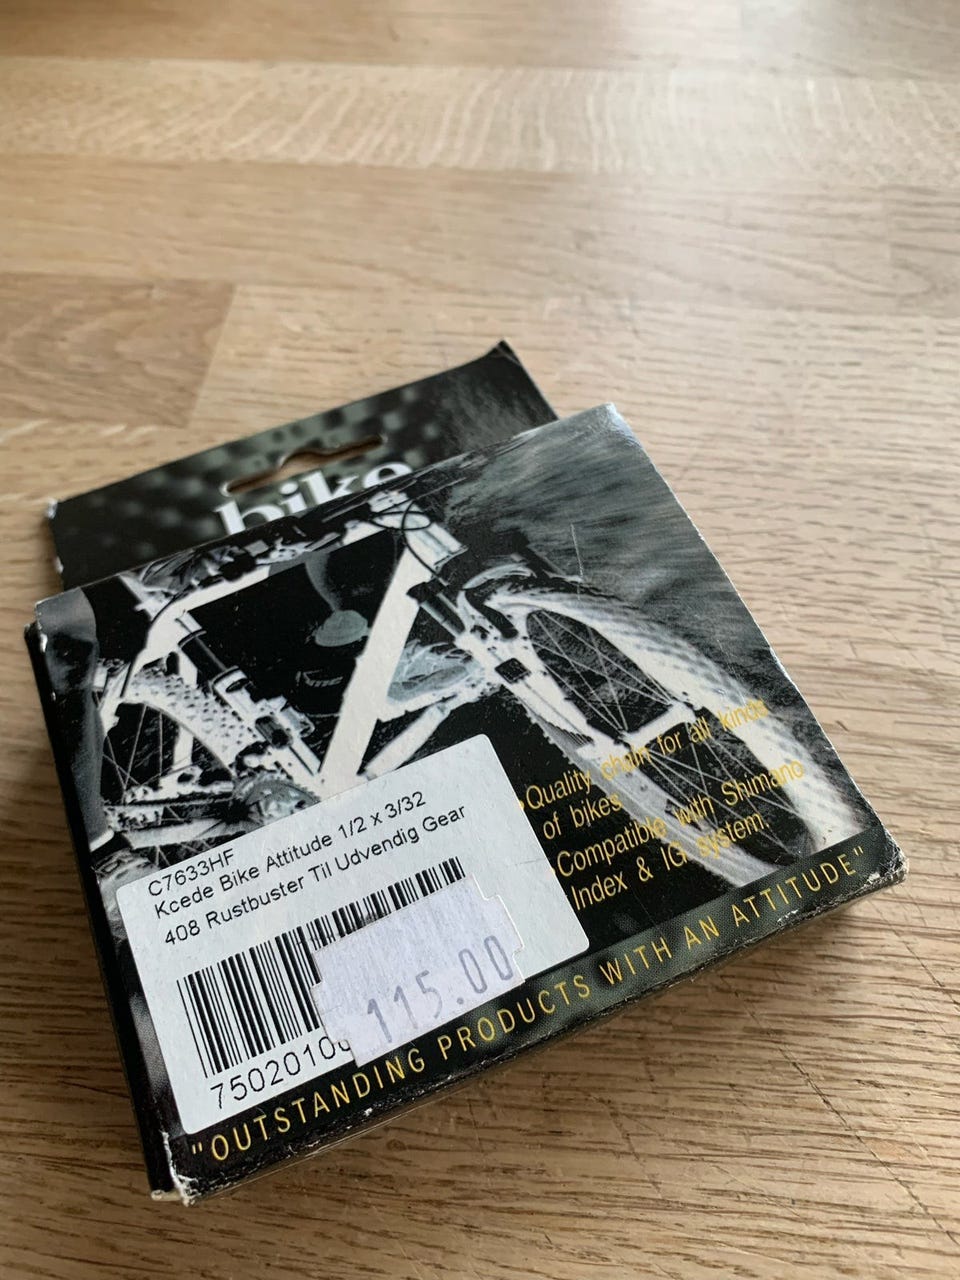 bike
Quality chain for all kinds
of bikes
Compatible with Shimano
Index & IG system.
C7633HF
Kcede Bike Attitude 1/2 x 3/32
408 Rustbuster Til Udvendig Gear
115.00
7502010
"OUTSTANDING PRODUCTS WITH AN ATTITUDE"